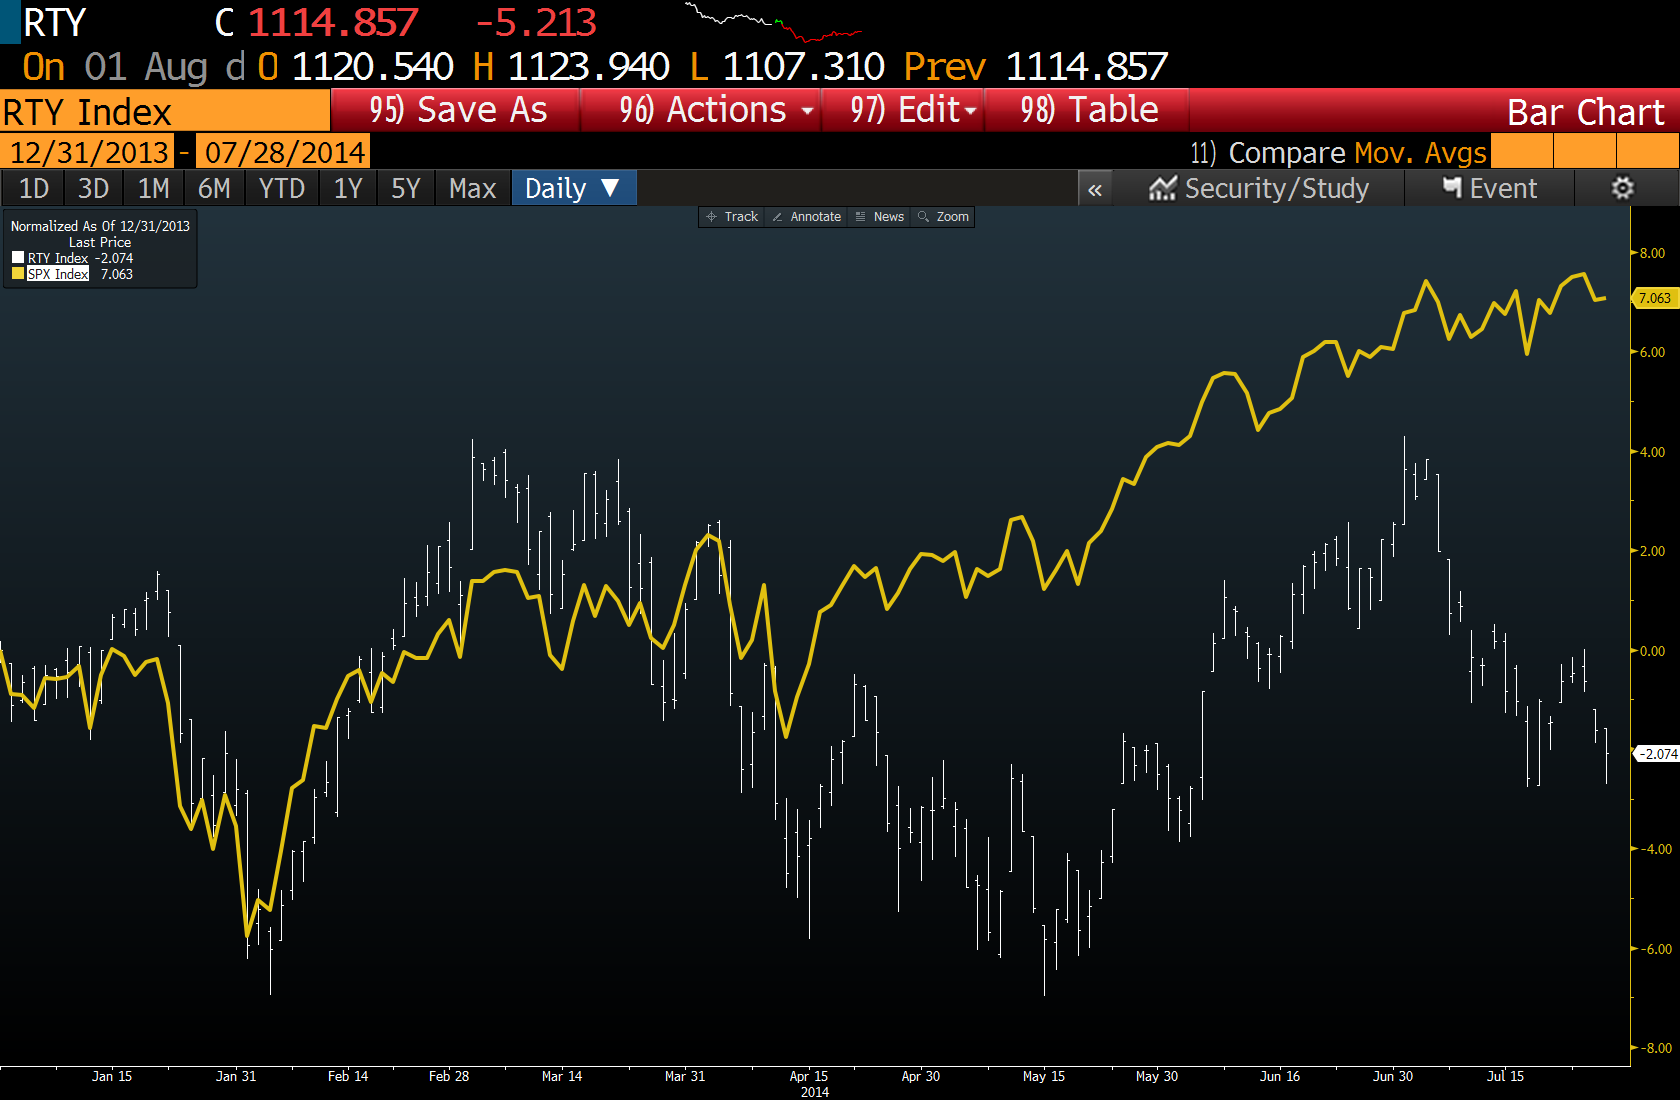 RTY C 1114.857 -5.213
On 01 Aug d O 1120.540 H 1123.940 L 1107.310 Prev 1114.857
RTY Index 95) Save As 96) Actions 97) Edit 98) Table Bar Chart
12/31/2013 - 07/28/2014 11) Compare Mov. Avgs
1D 3D 1M 6M YTD 1Y 5Y Max Daily ▼ « Security/Study Event
Track Annotate News Zoom
Normalized As Of 12/31/2013
Last Price
RTY Index -2.074
SPX Index 7.063
8.00
7.063
6.00
4.00
2.00
0.00
-2.074
-4.00
-6.00
-8.00
Jan 15 Jan 31 Feb 14 Feb 28 Mar 14 Mar 31 Apr 15 Apr 30 May 15 May 30 Jun 16 Jun 30 Jul 15
2014